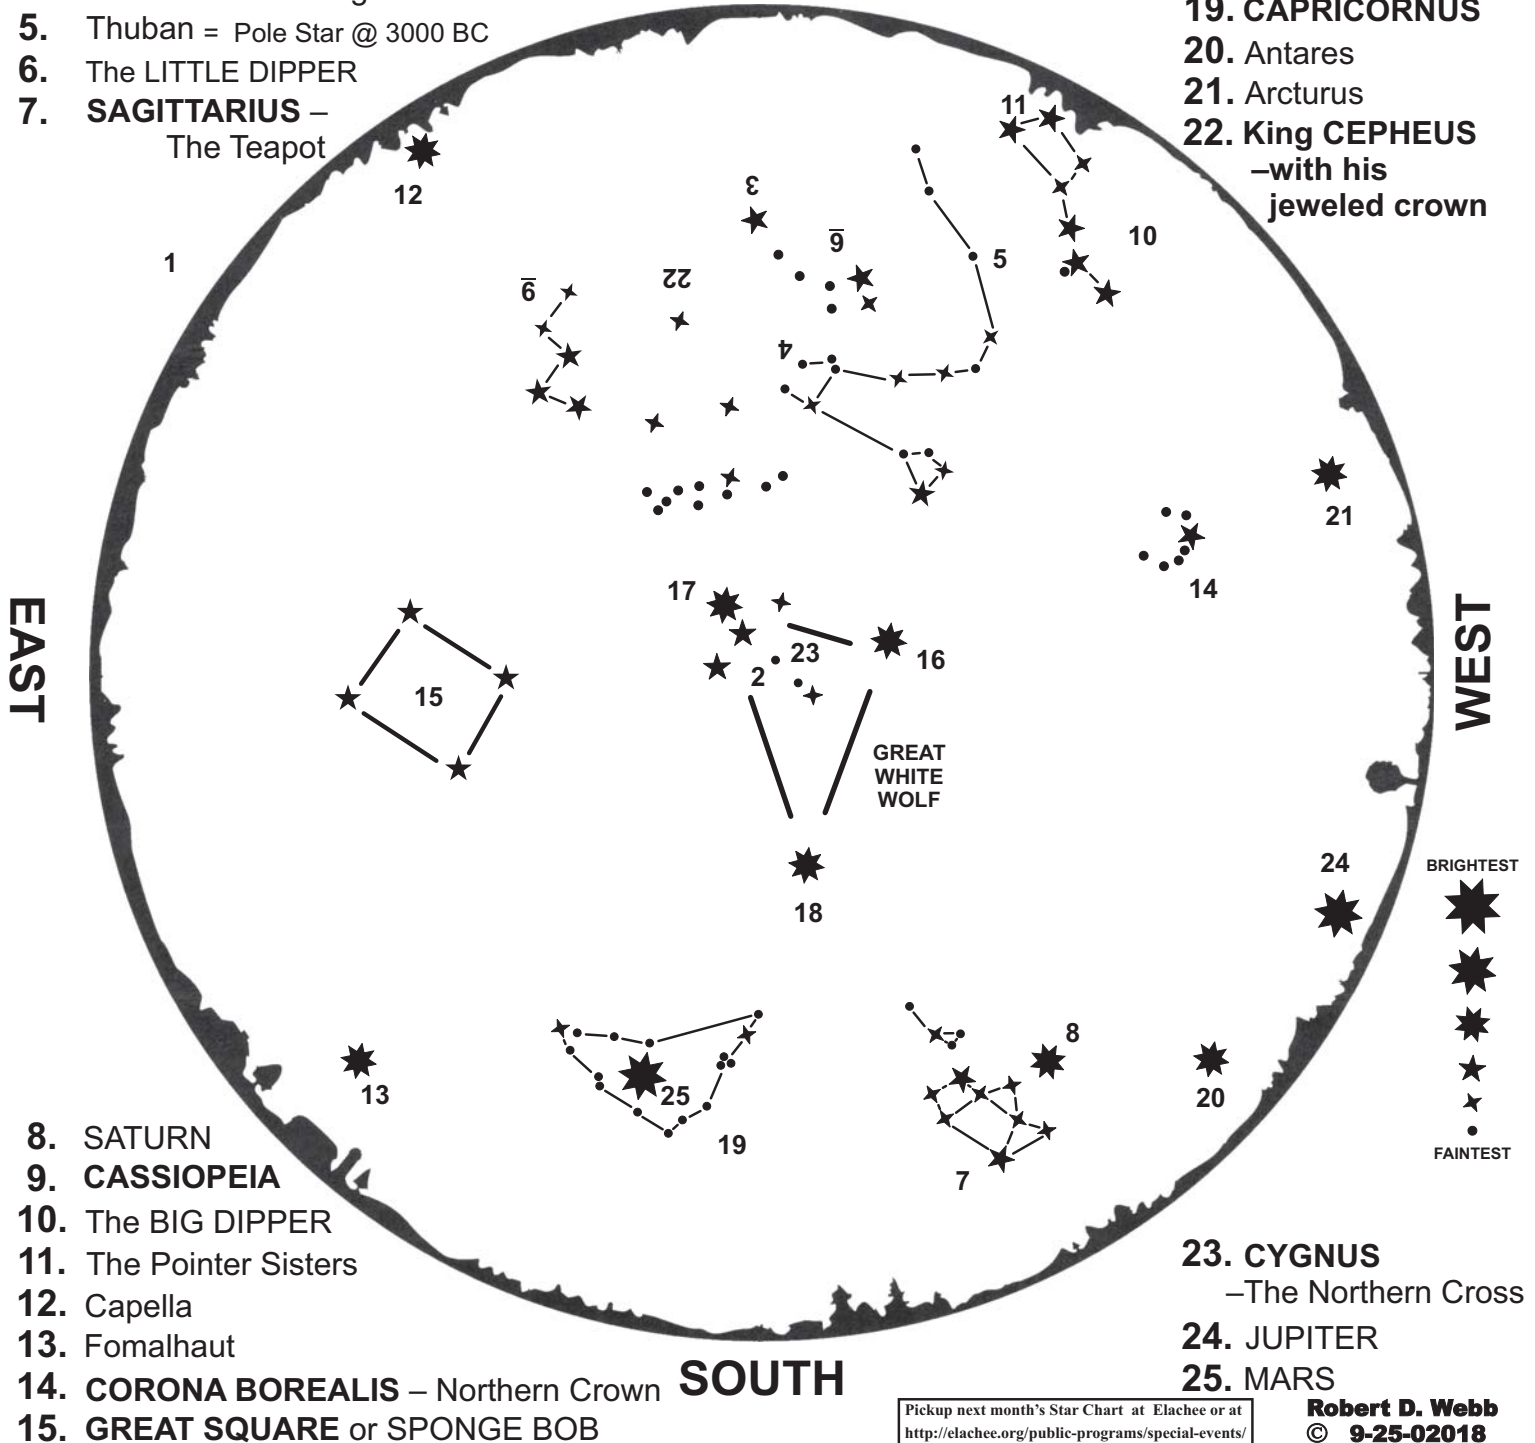 5. Thuban = Pole Star @ 3000 BC
6. The LITTLE DIPPER
7. SAGITTARIUS –
The Teapot
19. CAPRICORNUS
20. Antares
21. Arcturus
22. King CEPHEUS
–with his
jeweled crown
11
12
3
10
1
6
5
22
9
4
21
14
17
EAST
WEST
23
16
2
15
GREAT
WHITE
WOLF
18
24
BRIGHTEST
8
13
25
20
19
7
FAINTEST
8. SATURN
9. CASSIOPEIA
10. The BIG DIPPER
11. The Pointer Sisters
12. Capella
13. Fomalhaut
14. CORONA BOREALIS – Northern Crown
15. GREAT SQUARE or SPONGE BOB
SOUTH
23. CYGNUS
–The Northern Cross
24. JUPITER
25. MARS
Pickup next month's Star Chart at Elachee or at
http://elachee.org/public-programs/special-events/
Robert D. Webb
© 9-25-02018